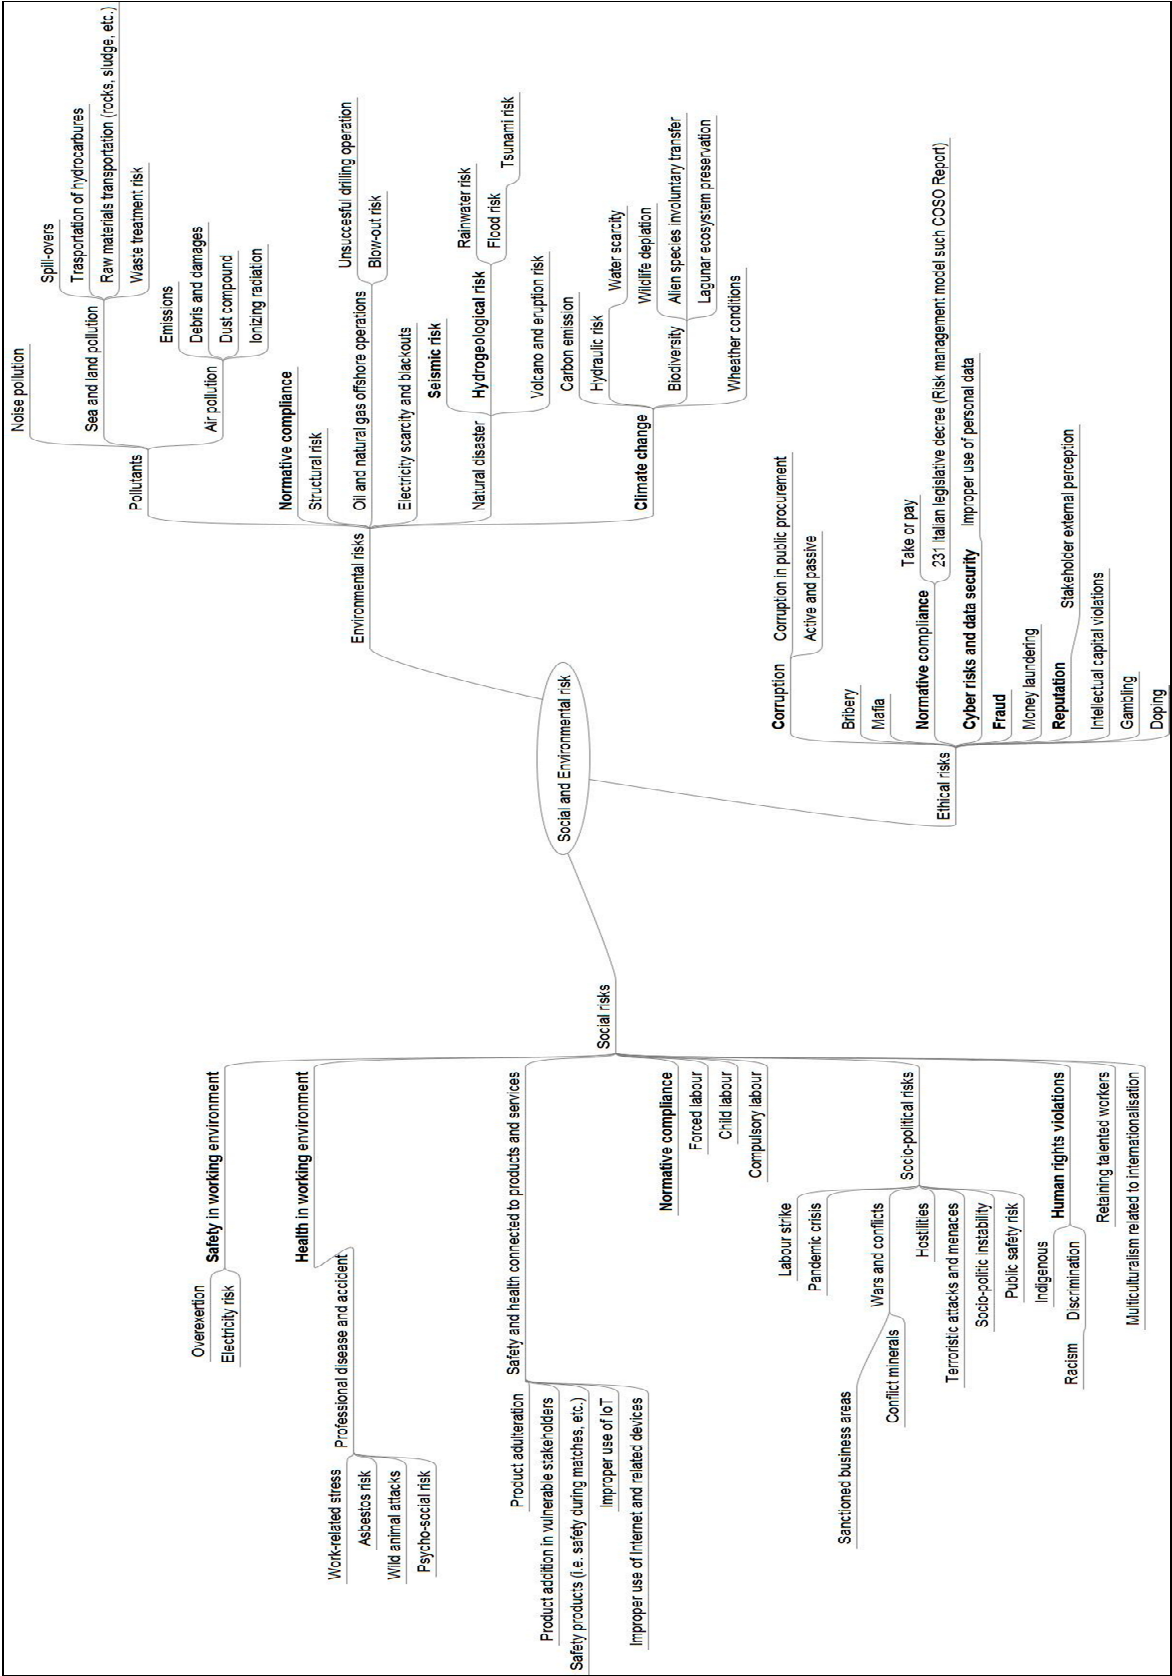 Social and Environmental risk
Social risks
Safety in working environment
Overexertion
Electricity risk
Health in working environment
Professional disease and accident
Work-related stress
Asbestos risk
Wild animal attacks
Psycho-social risk
Safety and health connected to products and services
Product adulteration
Product addition in vulnerable stakeholders
Safety products (i.e. safety during matches, etc.)
Improper use of IoT
Improper use of Internet and related devices
Normative compliance
Forced labour
Child labour
Compulsory labour
Socio-political risks
Labour strike
Pandemic crisis
Wars and conflicts
Sanctioned business areas
Conflict minerals
Hostilities
Terroristic attacks and menaces
Socio-politic instability
Public safety risk
Human rights violations
Indigenous
Discrimination
Racism
Retaining talented workers
Multiculturalism related to internationalisation
Environmental risks
Pollutants
Noise pollution
Sea and land pollution
Spill-overs
Trasportation of hydrocarbures
Raw materials transportation (rocks, sludge, etc.)
Waste treatment risk
Air pollution
Emissions
Debris and damages
Dust compound
Ionizing radiation
Normative compliance
Structural risk
Oil and natural gas offshore operations
Unsuccesful drilling operation
Blow-out risk
Electricity scarcity and blackouts
Natural disaster
Seismic risk
Hydrogeological risk
Rainwater risk
Flood risk
Tsunami risk
Volcano and eruption risk
Climate change
Carbon emission
Hydraulic risk
Water scarcity
Biodiversity
Wildlife deplation
Alien species involuntary transfer
Lagunar ecosystem preservation
Wheather conditions
Ethical risks
Corruption
Corruption in public procurement
Active and passive
Bribery
Mafia
Normative compliance
Take or pay
231 Italian legislative decree (Risk management model such COSO Report)
Cyber risks and data security
Improper use of personal data
Fraud
Money laundering
Reputation
Stakeholder external perception
Intellectual capital violations
Gambling
Doping